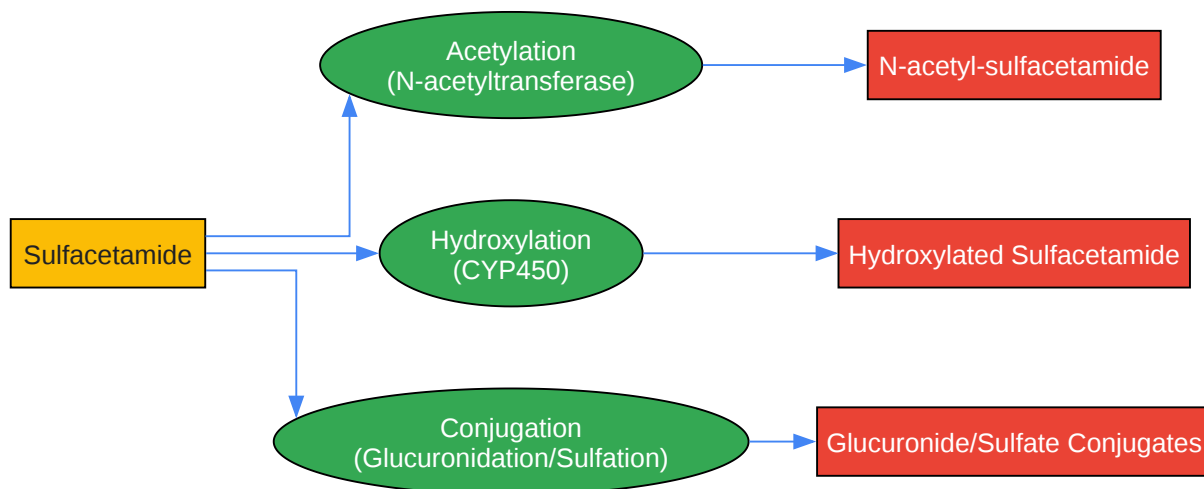 Acetylation
(N-acetyltransferase)
N-acetyl-sulfacetamide
Sulfacetamide
Hydroxylation
(CYP450)
Hydroxylated Sulfacetamide
Conjugation
(Glucuronidation/Sulfation)
Glucuronide/Sulfate Conjugates